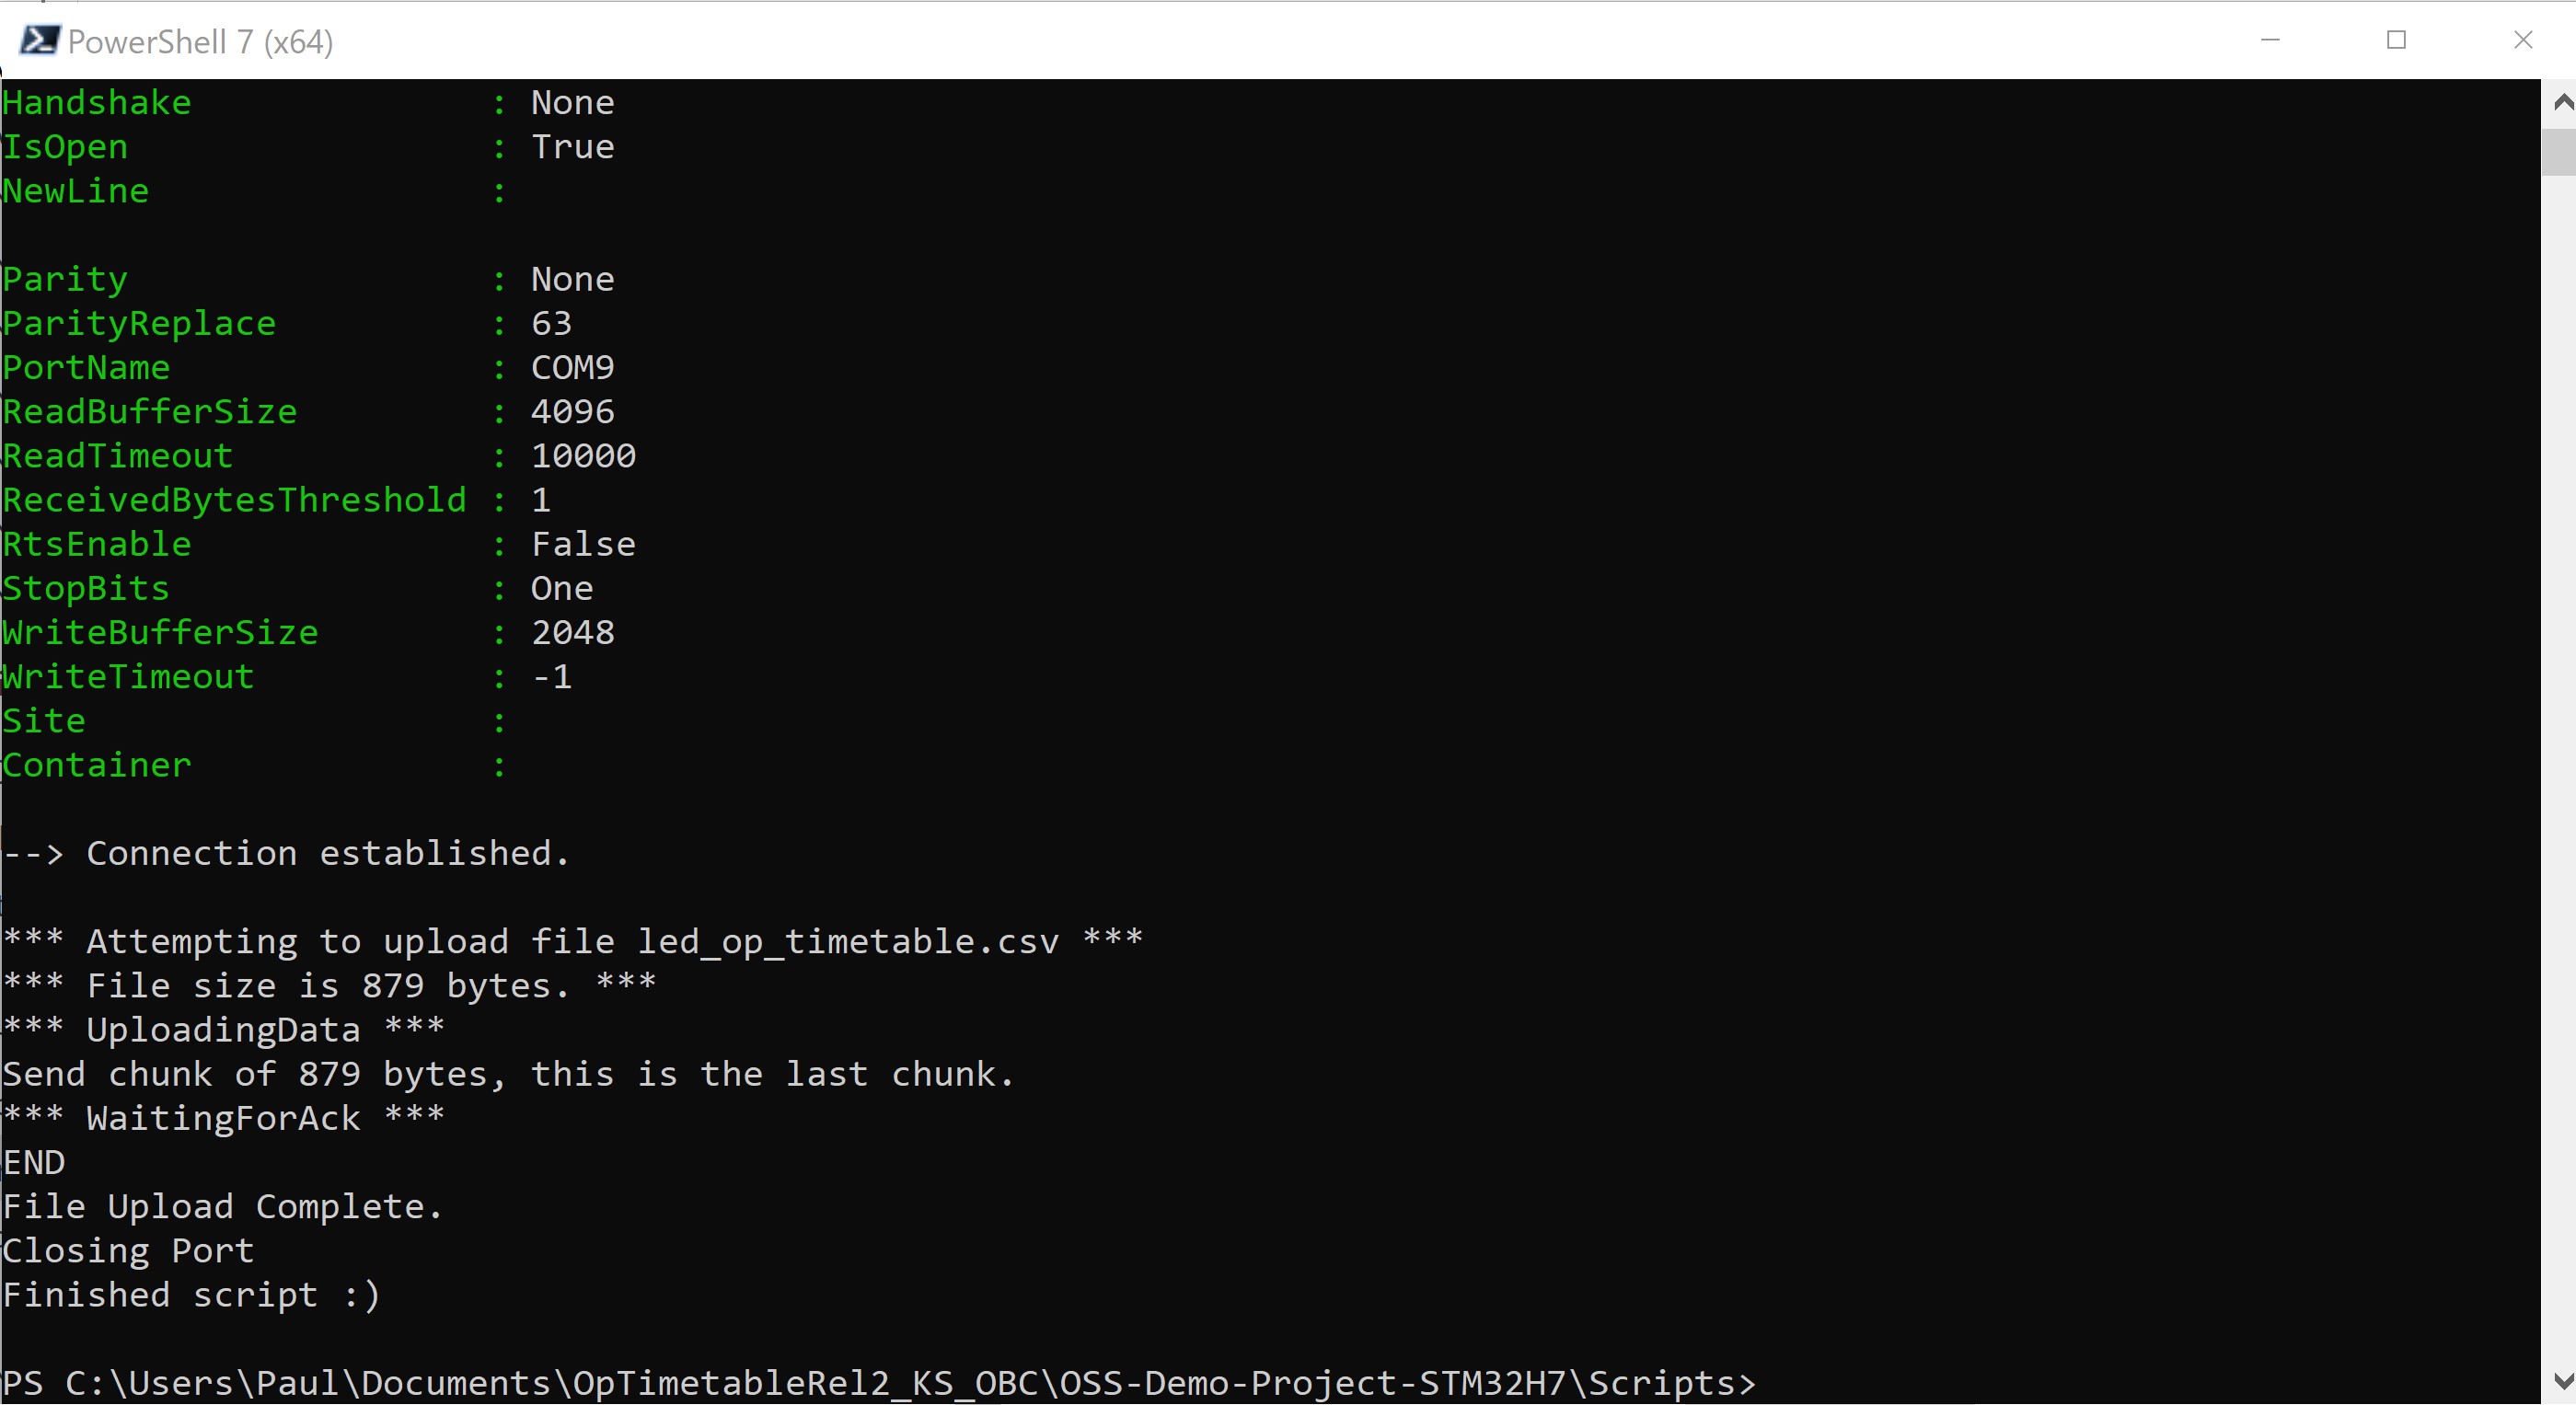 PowerShell 7 (x64)
Handshake : None
IsOpen : True
NewLine :
Parity : None
ParityReplace : 63
PortName : COM9
ReadBufferSize : 4096
ReadTimeout : 10000
ReceivedBytesThreshold : 1
RtsEnable : False
StopBits : One
WriteBufferSize : 2048
WriteTimeout : -1
Site :
Container :
--> Connection established.
*** Attempting to upload file led_op_timetable.csv ***
*** File size is 879 bytes. ***
*** UploadingData ***
Send chunk of 879 bytes, this is the last chunk.
*** WaitingForAck ***
END
File Upload Complete.
Closing Port
Finished script :)
PS C:\Users\Paul\Documents\OpTimetableRel2_KS_OBC\OSS-Demo-Project-STM32H7\Scripts>